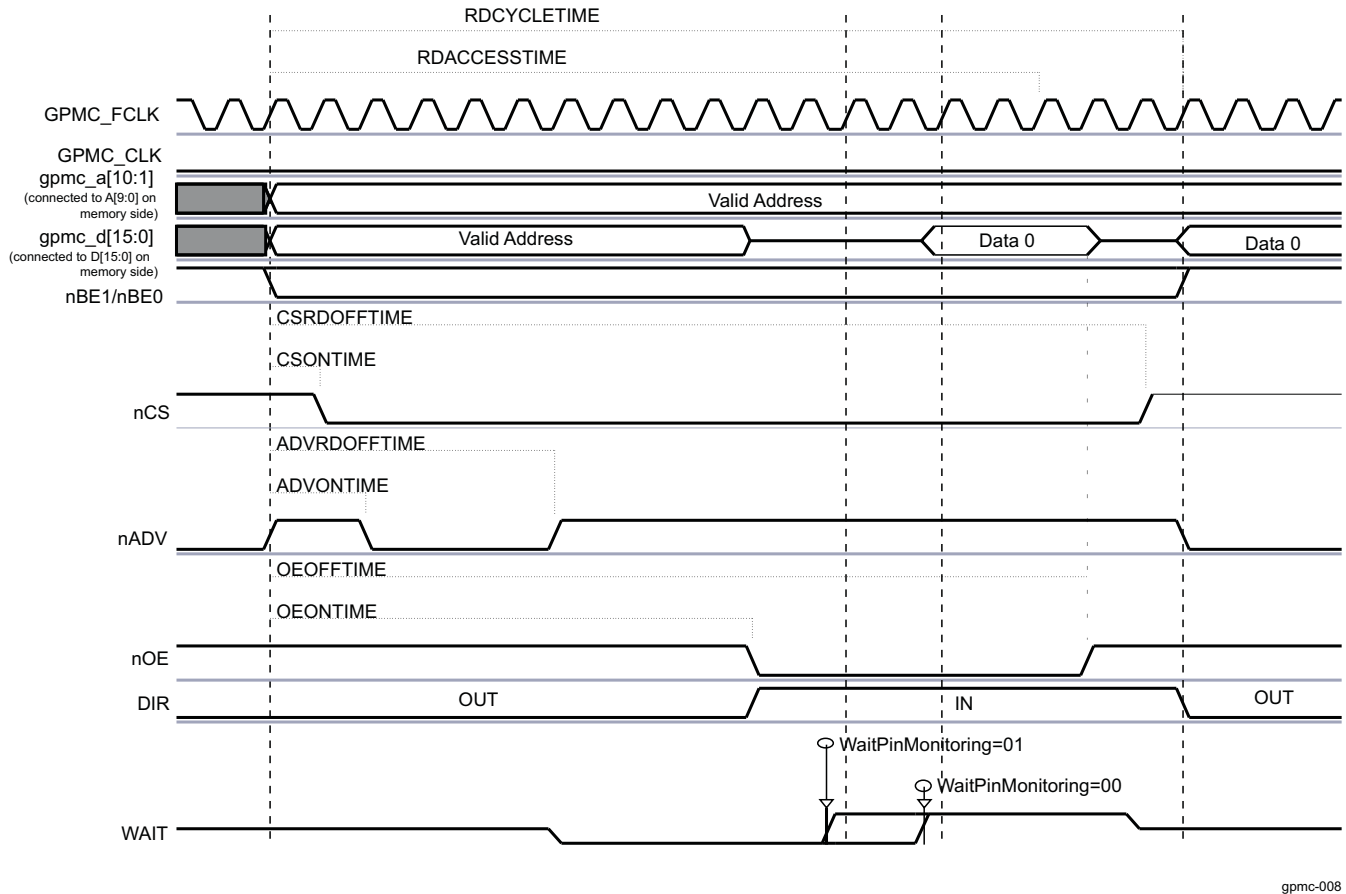 RDCYCLETIME
RDACCESSTIME
GPMC_FCLK
GPMC_CLK
gpmc_a[10:1]
(connected to A[9:0] on
memory side)
Valid Address
gpmc_d[15:0]
(connected to D[15:0] on
memory side)
Valid Address
Data 0
Data 0
nBE1/nBE0
CSRDOFFTIME
CSONTIME
nCS
ADVRDOFFTIME
ADVONTIME
nADV
OEOFFTIME
OEONTIME
nOE
DIR
OUT
IN
OUT
WaitPinMonitoring=01
WaitPinMonitoring=00
WAIT
gpmc-008